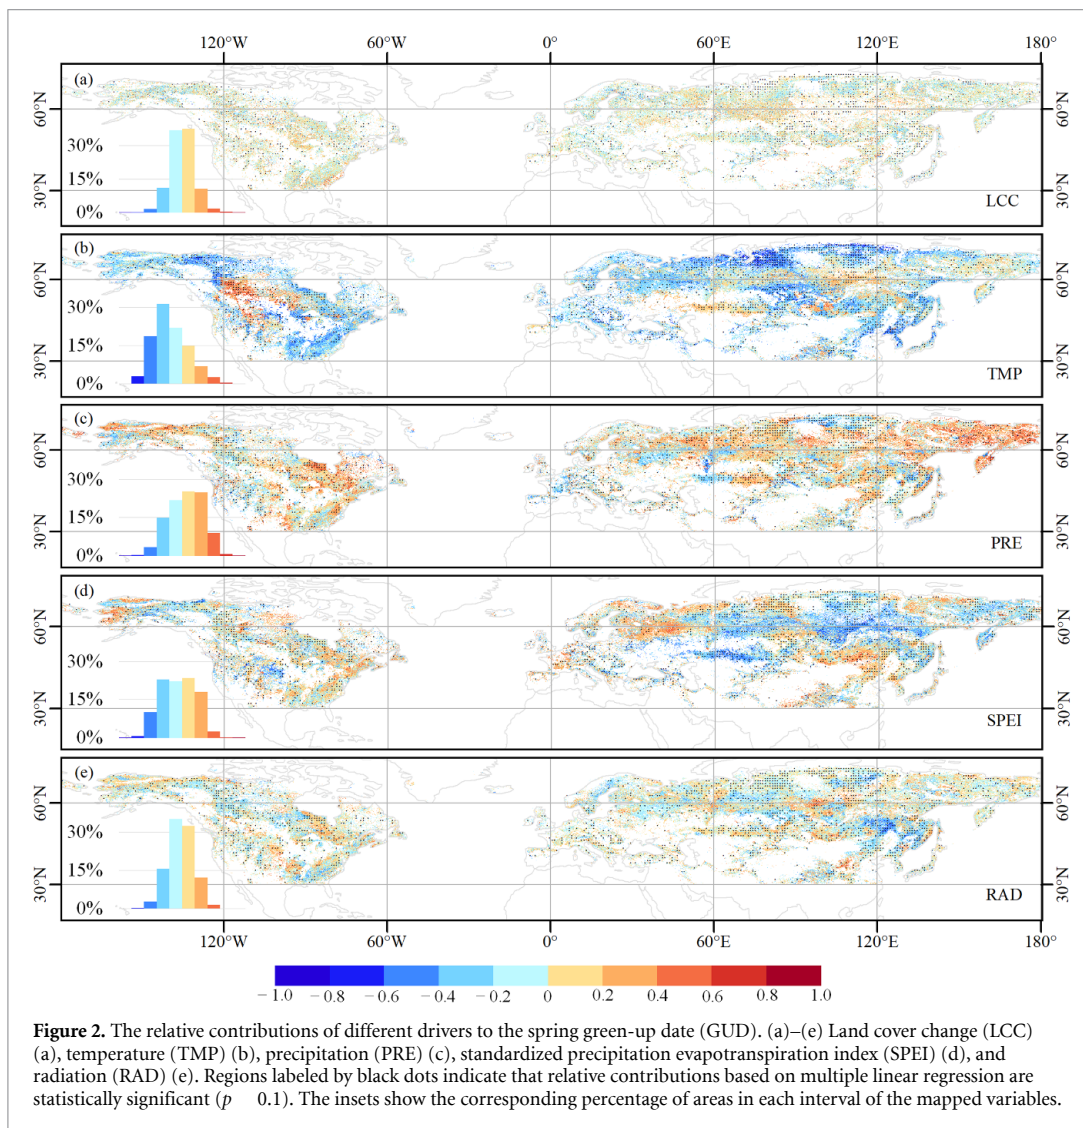 120°W 60°W 0° 60°E 120°E 180°
(a)
60°N 60°N
30%
15%
30°N 0% 30°N
LCC
(b)
60°N 60°N
30%
15%
30°N 0% 30°N
TMP
(c)
60°N 60°N
30%
15%
30°N 0% 30°N
PRE
(d)
60°N 60°N
30%
15%
30°N 0% 30°N
SPEI
(e)
60°N 60°N
30%
15%
30°N 0% 30°N
RAD
120°W 60°W 0° 60°E 120°E 180°
−1.0 −0.8 −0.6 −0.4 −0.2 0 0.2 0.4 0.6 0.8 1.0
Figure 2. The relative contributions of different drivers to the spring green-up date (GUD). (a)–(e) Land cover change (LCC)
(a), temperature (TMP) (b), precipitation (PRE) (c), standardized precipitation evapotranspiration index (SPEI) (d), and
radiation (RAD) (e). Regions labeled by black dots indicate that relative contributions based on multiple linear regression are
statistically significant (p 0.1). The insets show the corresponding percentage of areas in each interval of the mapped variables.